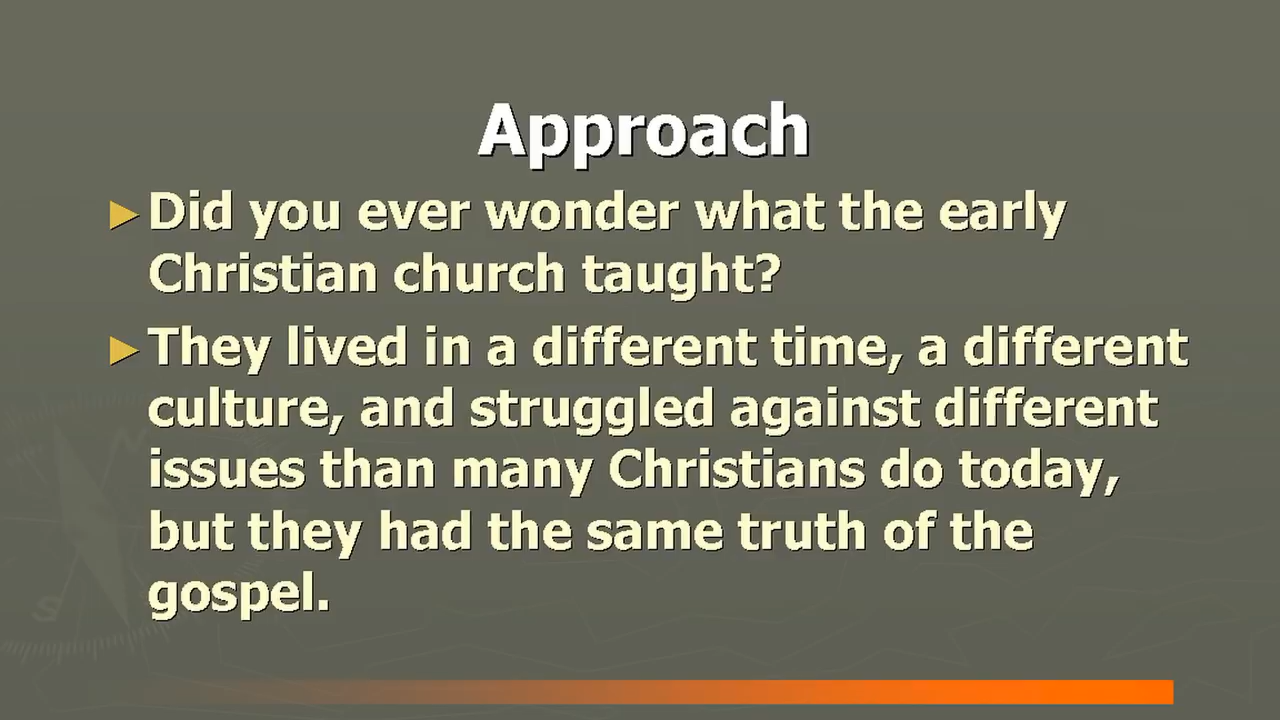 Approach
►Did you ever wonder what the early
Christian church taught?
►They lived in a different time, a different
culture, and struggled against different
issues than many Christians do today,
but they had the same truth of the
gospel.
N
S